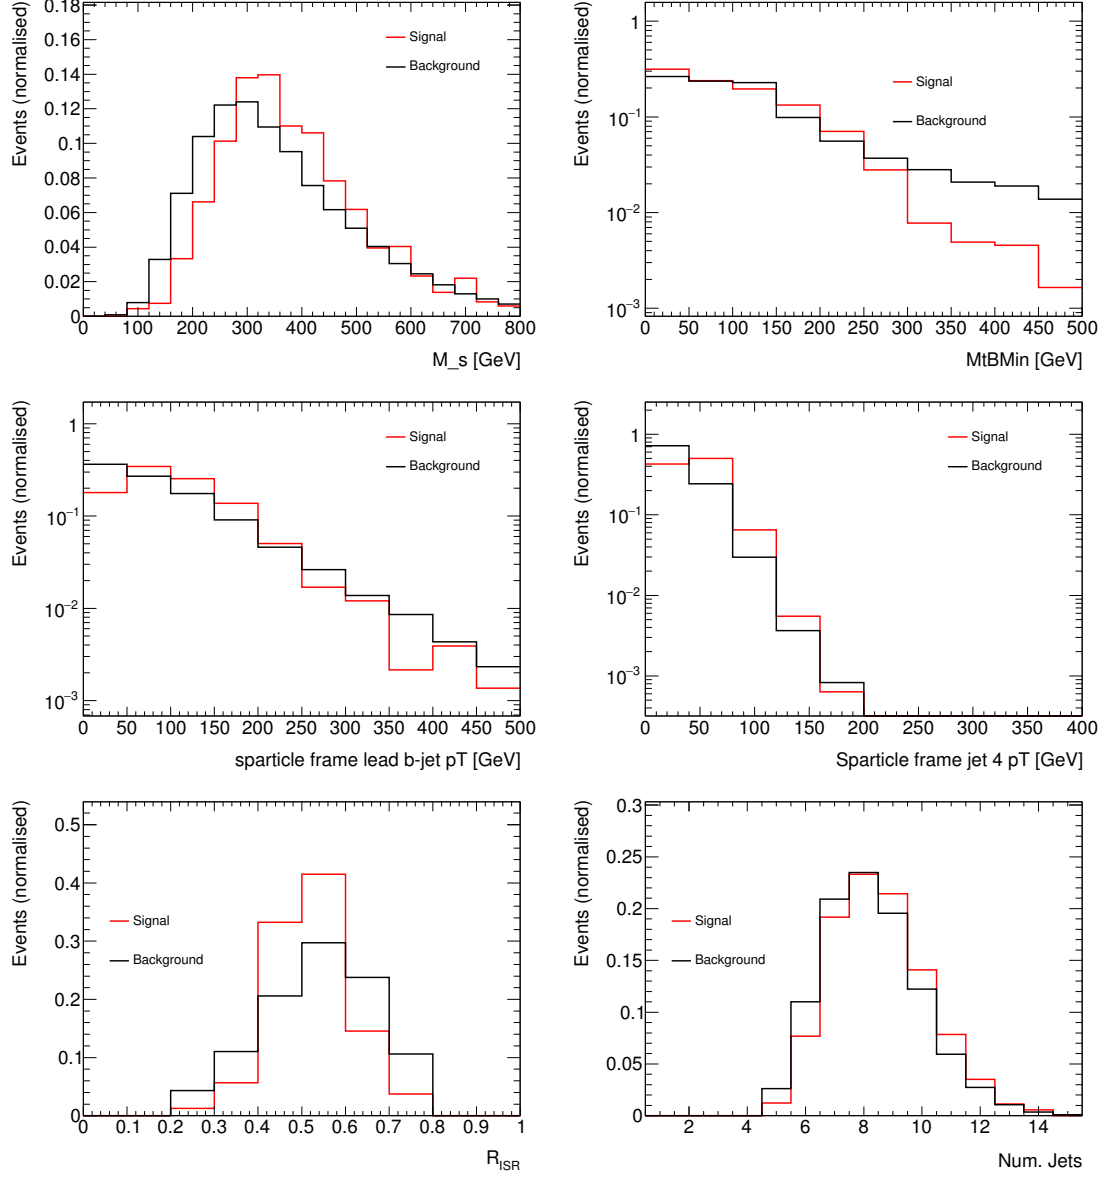 Events (normalised)
0.18
0.16
0.14
0.12
0.1
0.08
0.06
0.04
0.02
0
Signal
Background
0 100 200 300 400 500 600 700 800
M_s [GeV]
Events (normalised)
1
10⁻¹
10⁻²
10⁻³
Signal
Background
0 50 100 150 200 250 300 350 400 450 500
MtBMin [GeV]
Events (normalised)
1
10⁻¹
10⁻²
10⁻³
Signal
Background
0 50 100 150 200 250 300 350 400 450 500
sparticle frame lead b-jet pT [GeV]
Events (normalised)
1
10⁻¹
10⁻²
10⁻³
Signal
Background
0 50 100 150 200 250 300 350 400
Sparticle frame jet 4 pT [GeV]
Events (normalised)
0.5
0.4
0.3
0.2
0.1
0
Signal
Background
0 0.1 0.2 0.3 0.4 0.5 0.6 0.7 0.8 0.9 1
R_ISR
Events (normalised)
0.3
0.25
0.2
0.15
0.1
0.05
0
Signal
Background
2 4 6 8 10 12 14
Num. Jets